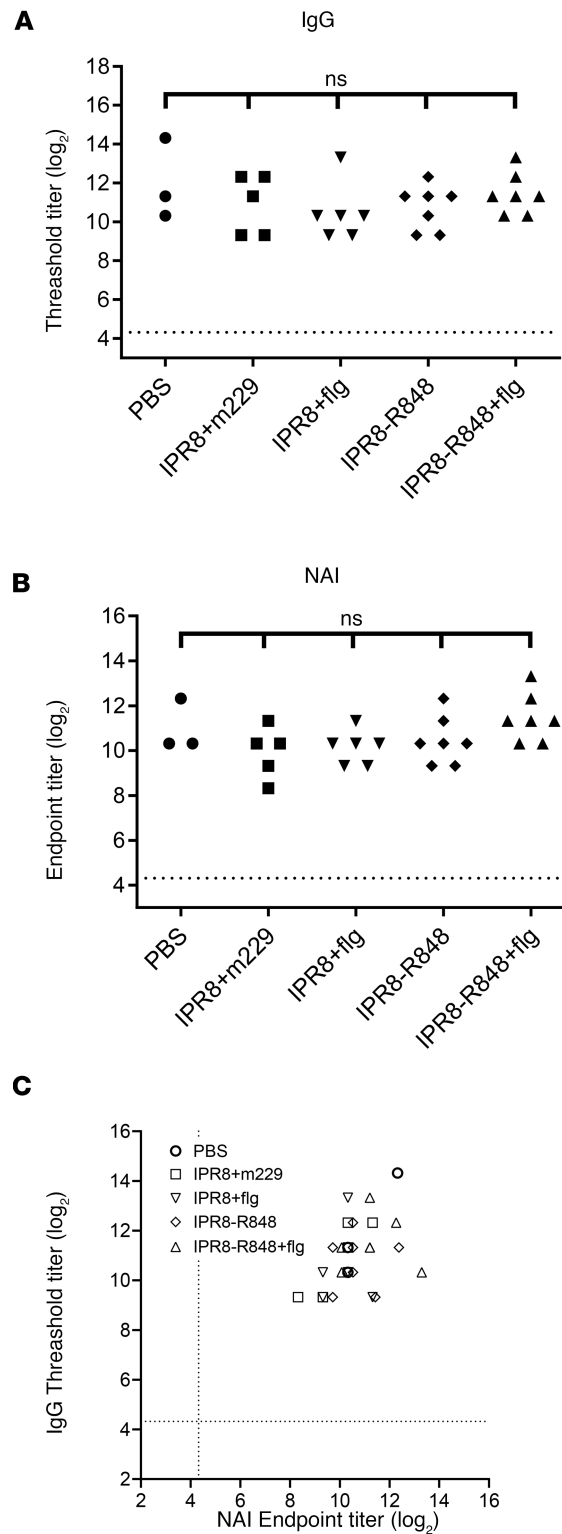 A
IgG
ns
Threashold titer (log2)
18
16
14
12
10
8
6
4
PBS
IPR8+m229
IPR8+flg
IPR8-R848
IPR8-R848+flg
B
NAI
ns
Endpoint titer (log2)
16
14
12
10
8
6
4
PBS
IPR8+m229
IPR8+flg
IPR8-R848
IPR8-R848+flg
C
IgG Threashold titer (log2)
16
14
12
10
8
6
4
2
PBS
IPR8+m229
IPR8+flg
IPR8-R848
IPR8-R848+flg
2 4 6 8 10 12 14 16
NAI Endpoint titer (log2)